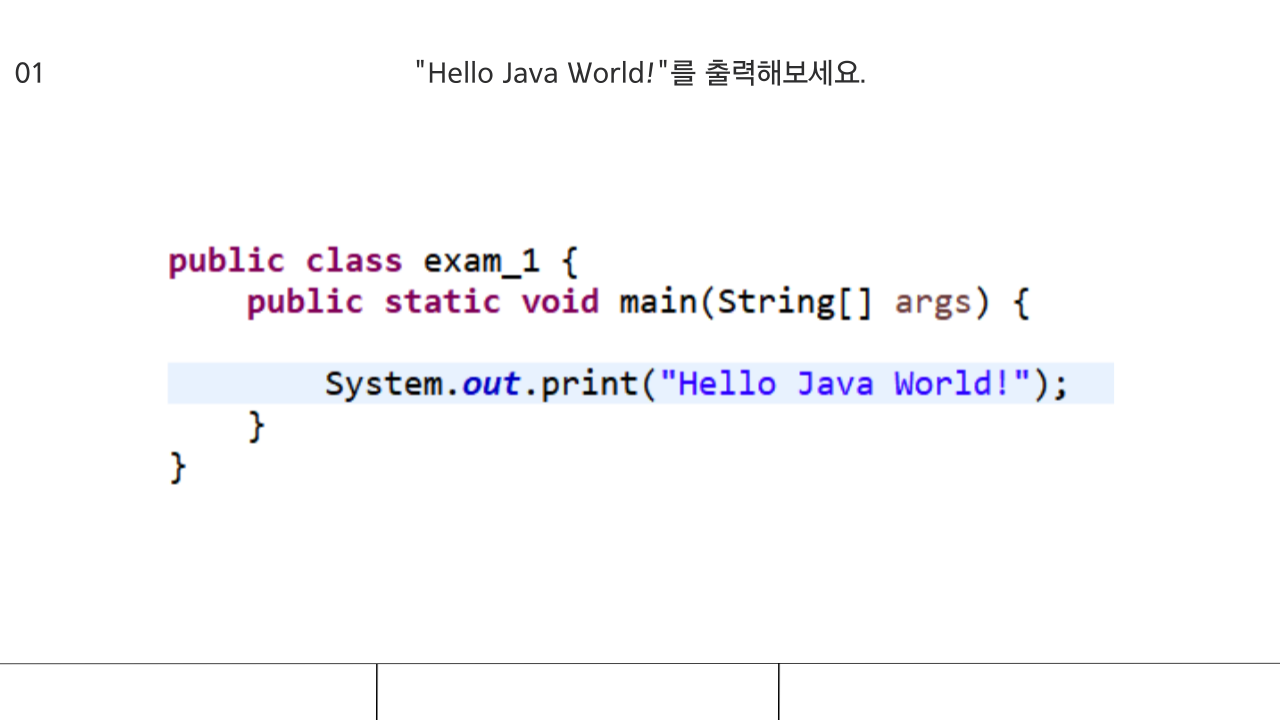 01
"Hello Java World!"를 출력해보세요.
public class exam_1 {
    public static void main(String[] args) {
        System.out.print("Hello Java World!");
    }
}